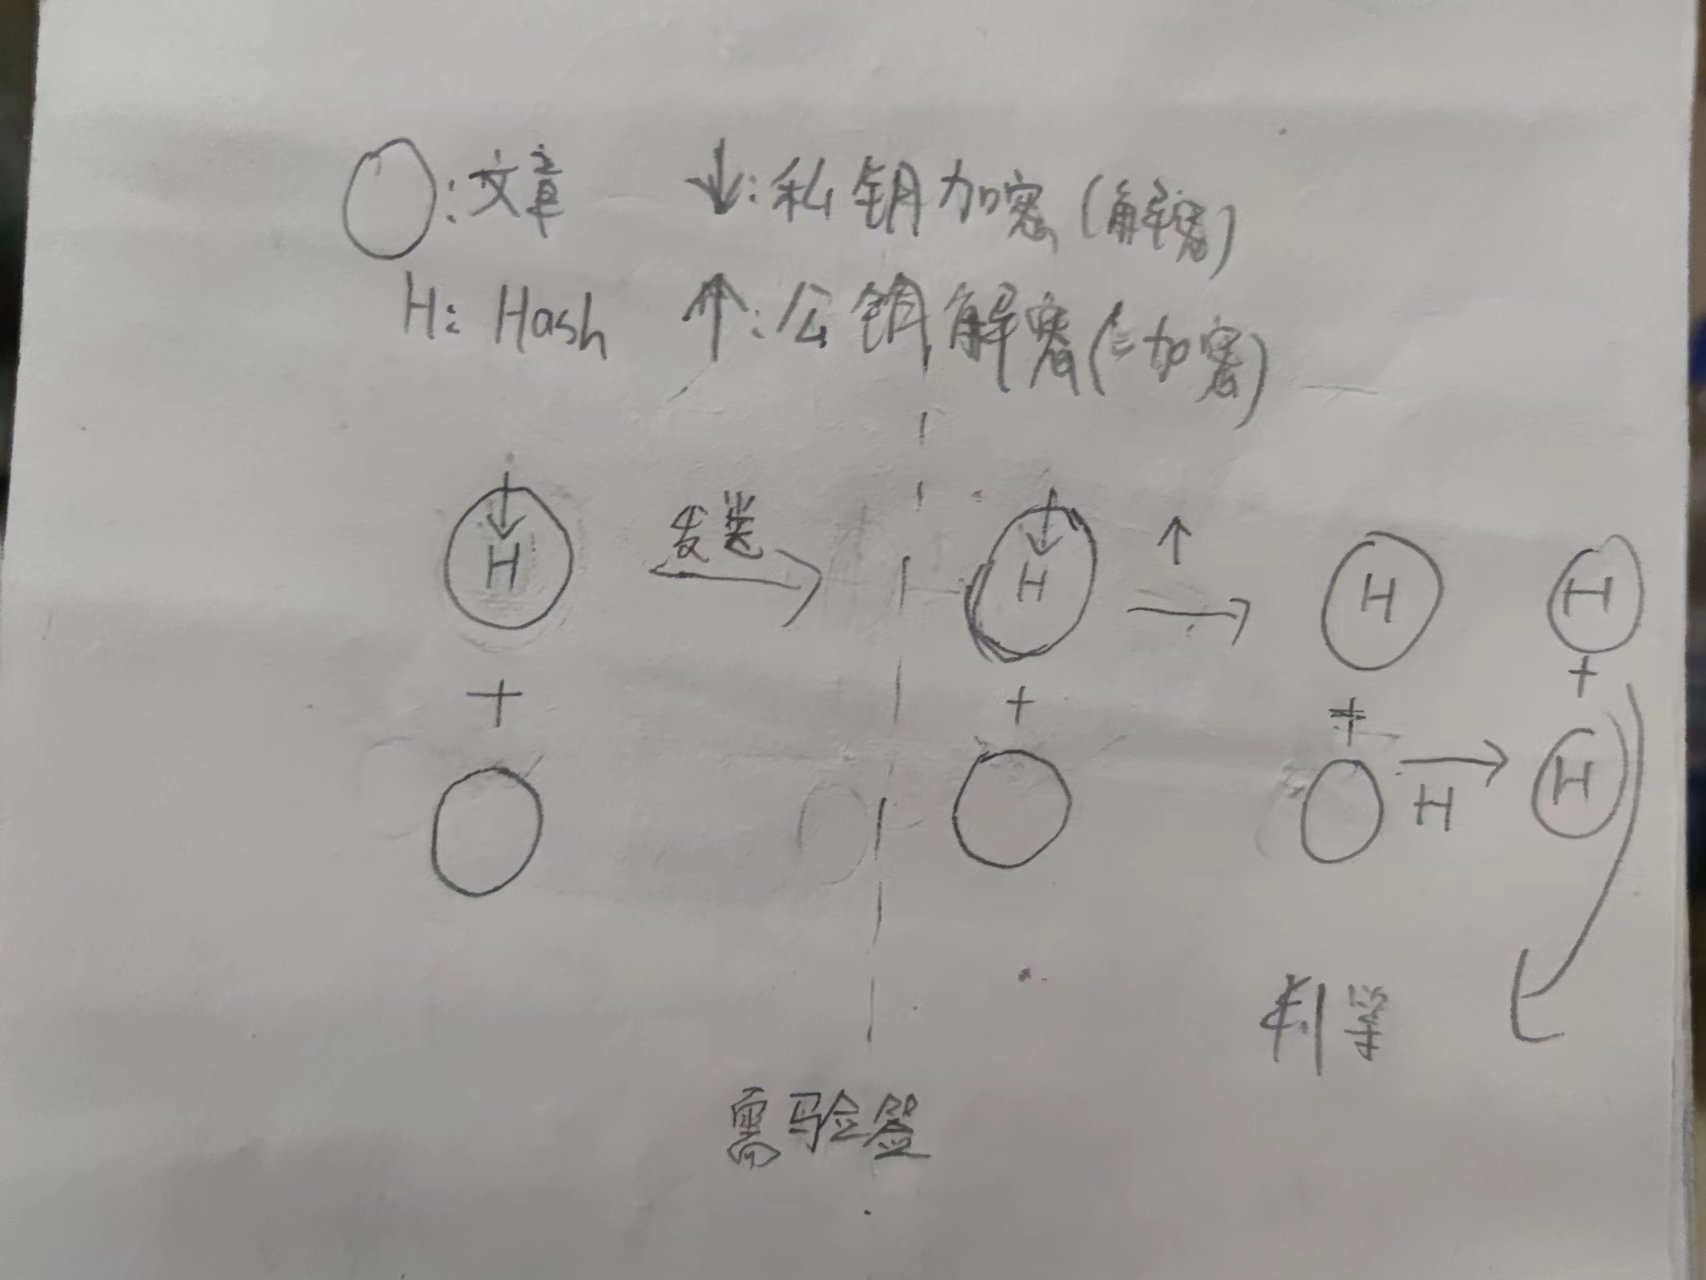 ○:文章 ↓:私钥加密(解密)
H: Hash ↑:公钥解密(=加密)
↓ ↓ ↑
H 发送 → H → H H
+ + + +
H → H
判等
需验签